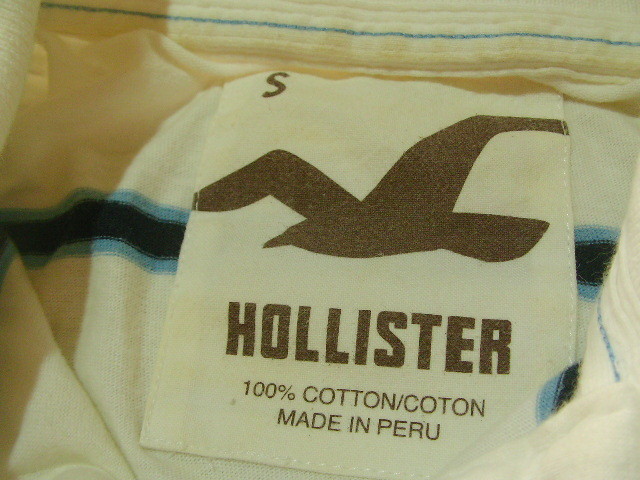 S
HOLLISTER
100% COTTON/COTON
MADE IN PERU